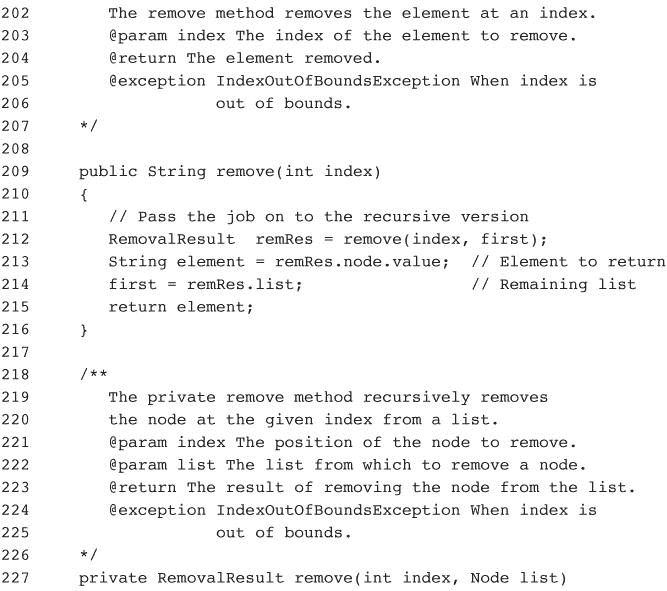 202        The remove method removes the element at an index.
203        @param index The index of the element to remove.
204        @return The element removed.
205        @exception IndexOutOfBoundsException When index is
206                   out of bounds.
207     */
208
209     public String remove(int index)
210     {
211        // Pass the job on to the recursive version
212        RemovalResult  remRes = remove(index, first);
213        String element = remRes.node.value;  // Element to return
214        first = remRes.list;                 // Remaining list
215        return element;
216     }
217
218     /**
219        The private remove method recursively removes
220        the node at the given index from a list.
221        @param index The position of the node to remove.
222        @param list The list from which to remove a node.
223        @return The result of removing the node from the list.
224        @exception IndexOutOfBoundsException When index is
225                   out of bounds.
226     */
227     private RemovalResult remove(int index, Node list)